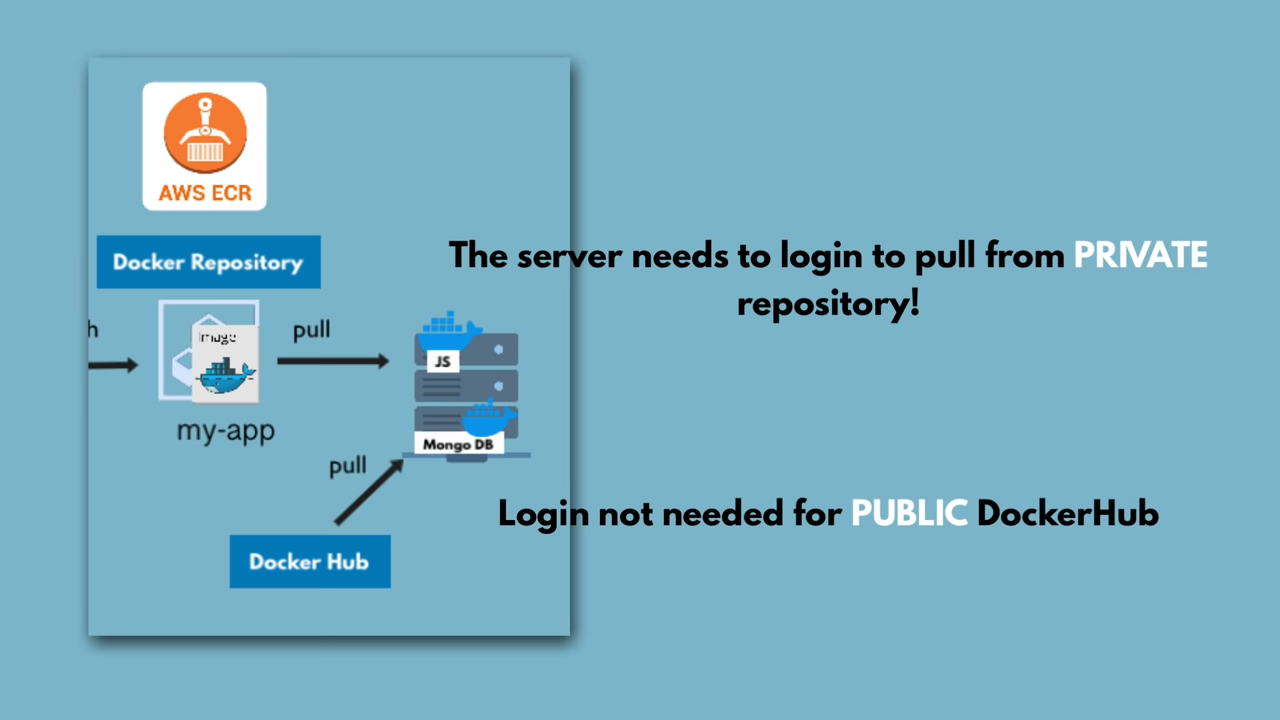 AWS ECR
Docker Repository
The server needs to login to pull from PRIVATE
repository!
h
image
pull
JS
my-app
Mongo DB
pull
Login not needed for PUBLIC DockerHub
Docker Hub